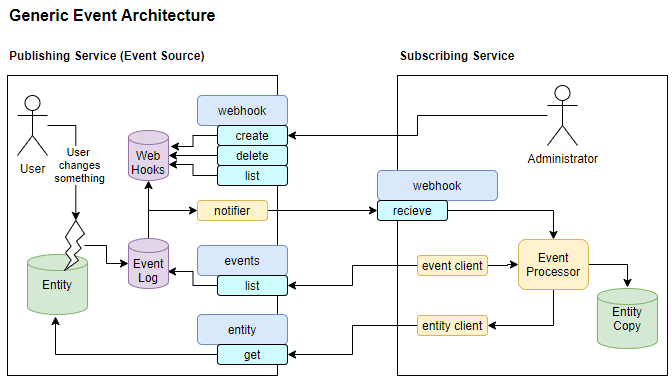 Generic Event Architecture
Publishing Service (Event Source)
Subscribing Service
webhook
create
delete
list
Web
Hooks
User
User
changes
something
Administrator
webhook
recieve
notifier
events
list
Event
Log
Entity
event client
Event
Processor
entity
get
entity client
Entity
Copy